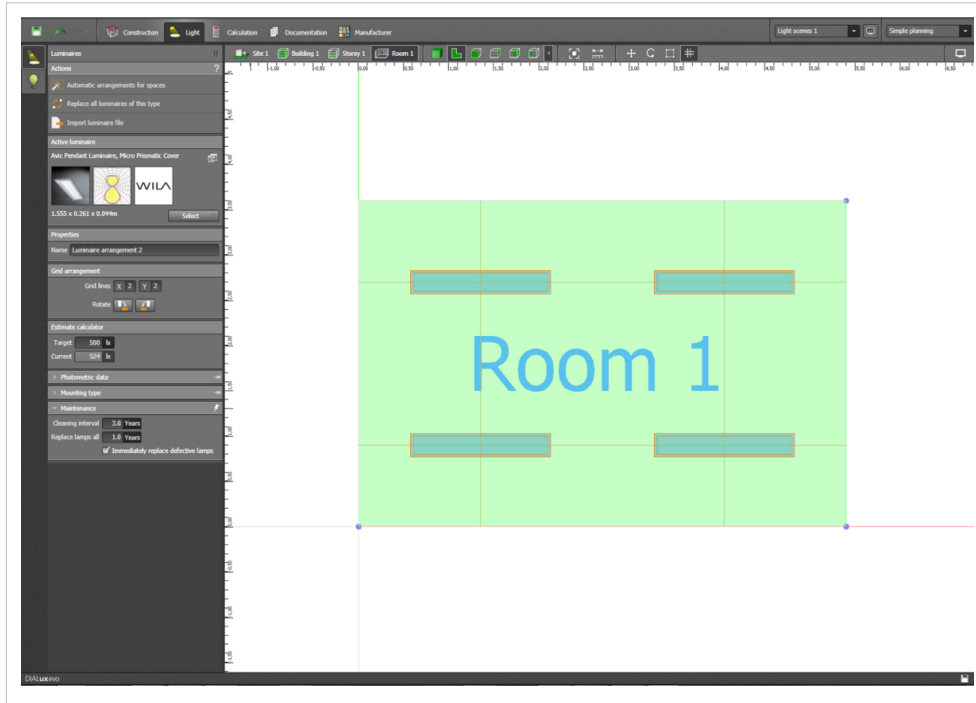 Construction Light Calculation Documentation Manufacturer Light scenes 1 Simple planning
Luminaires Site 1 Building 1 Storey 1 Room 1
Actions ?
Automatic arrangements for spaces
Replace all luminaires of this type
Import luminaire file
Active luminaire
Avic Pendant Luminaire, Micro Prismatic Cover
WILA
1.555 x 0.261 x 0.044m Select
Properties
Name Luminaire arrangement 2
Grid arrangement
Grid lines X 2 Y 2
Rotate
Estimate calculator
Target 500 lx
Current 524 lx
Photometric data
Mounting type
Maintenance
Cleaning interval 3.0 Years
Replace lamps all 1.0 Years
Immediately replace defective lamps
Room 1
DIALux evo